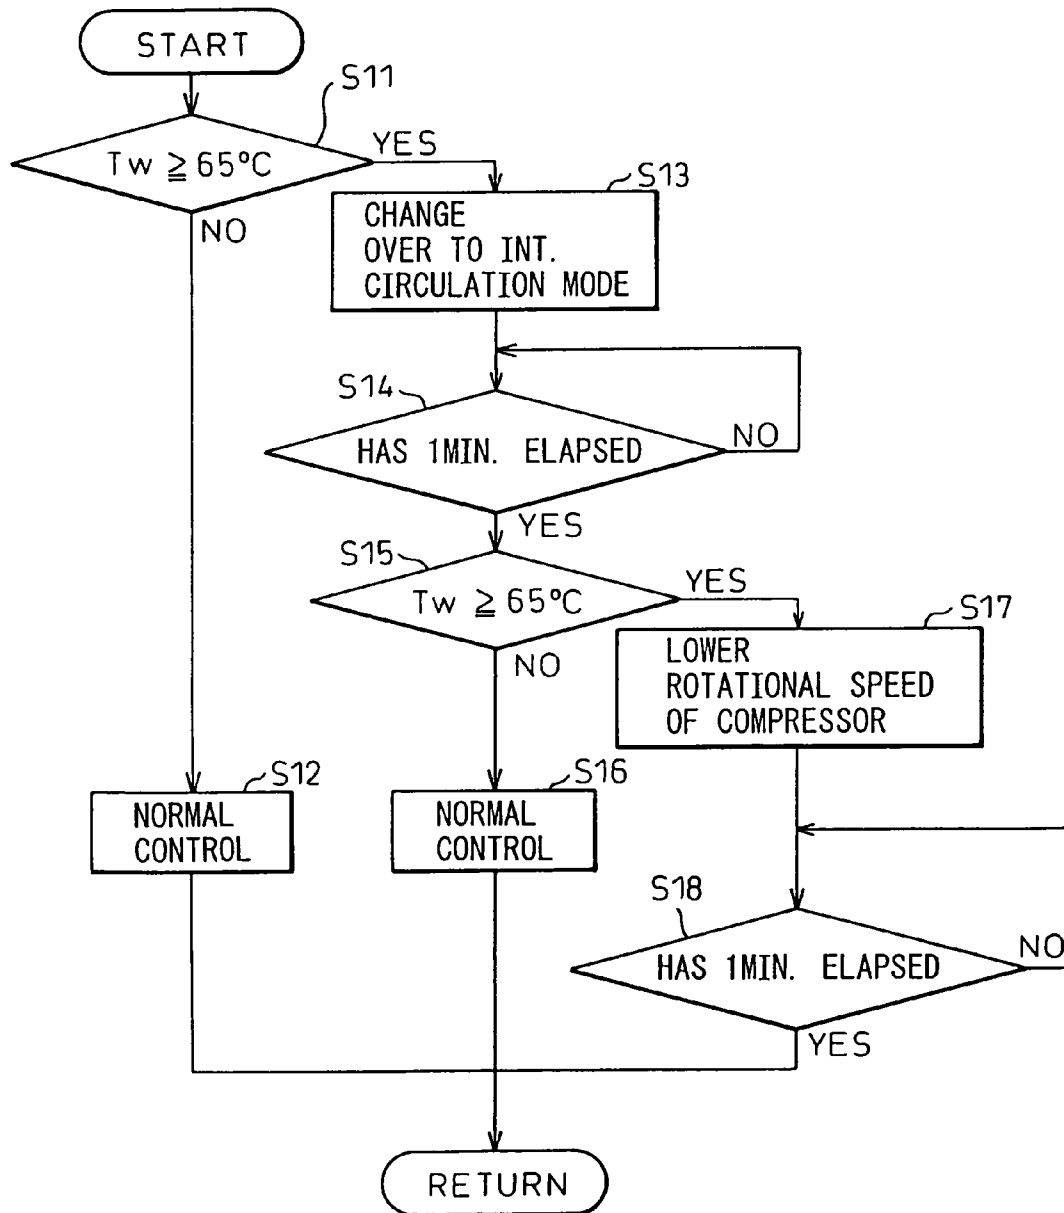 START
S11
Tw ≧ 65°C
YES
NO
S13
CHANGE
OVER TO INT.
CIRCULATION MODE
S14
HAS 1MIN. ELAPSED
NO
YES
S15
Tw ≧ 65°C
YES
NO
S17
LOWER
ROTATIONAL SPEED
OF COMPRESSOR
S12
NORMAL
CONTROL
S16
NORMAL
CONTROL
S18
HAS 1MIN. ELAPSED
NO
YES
RETURN